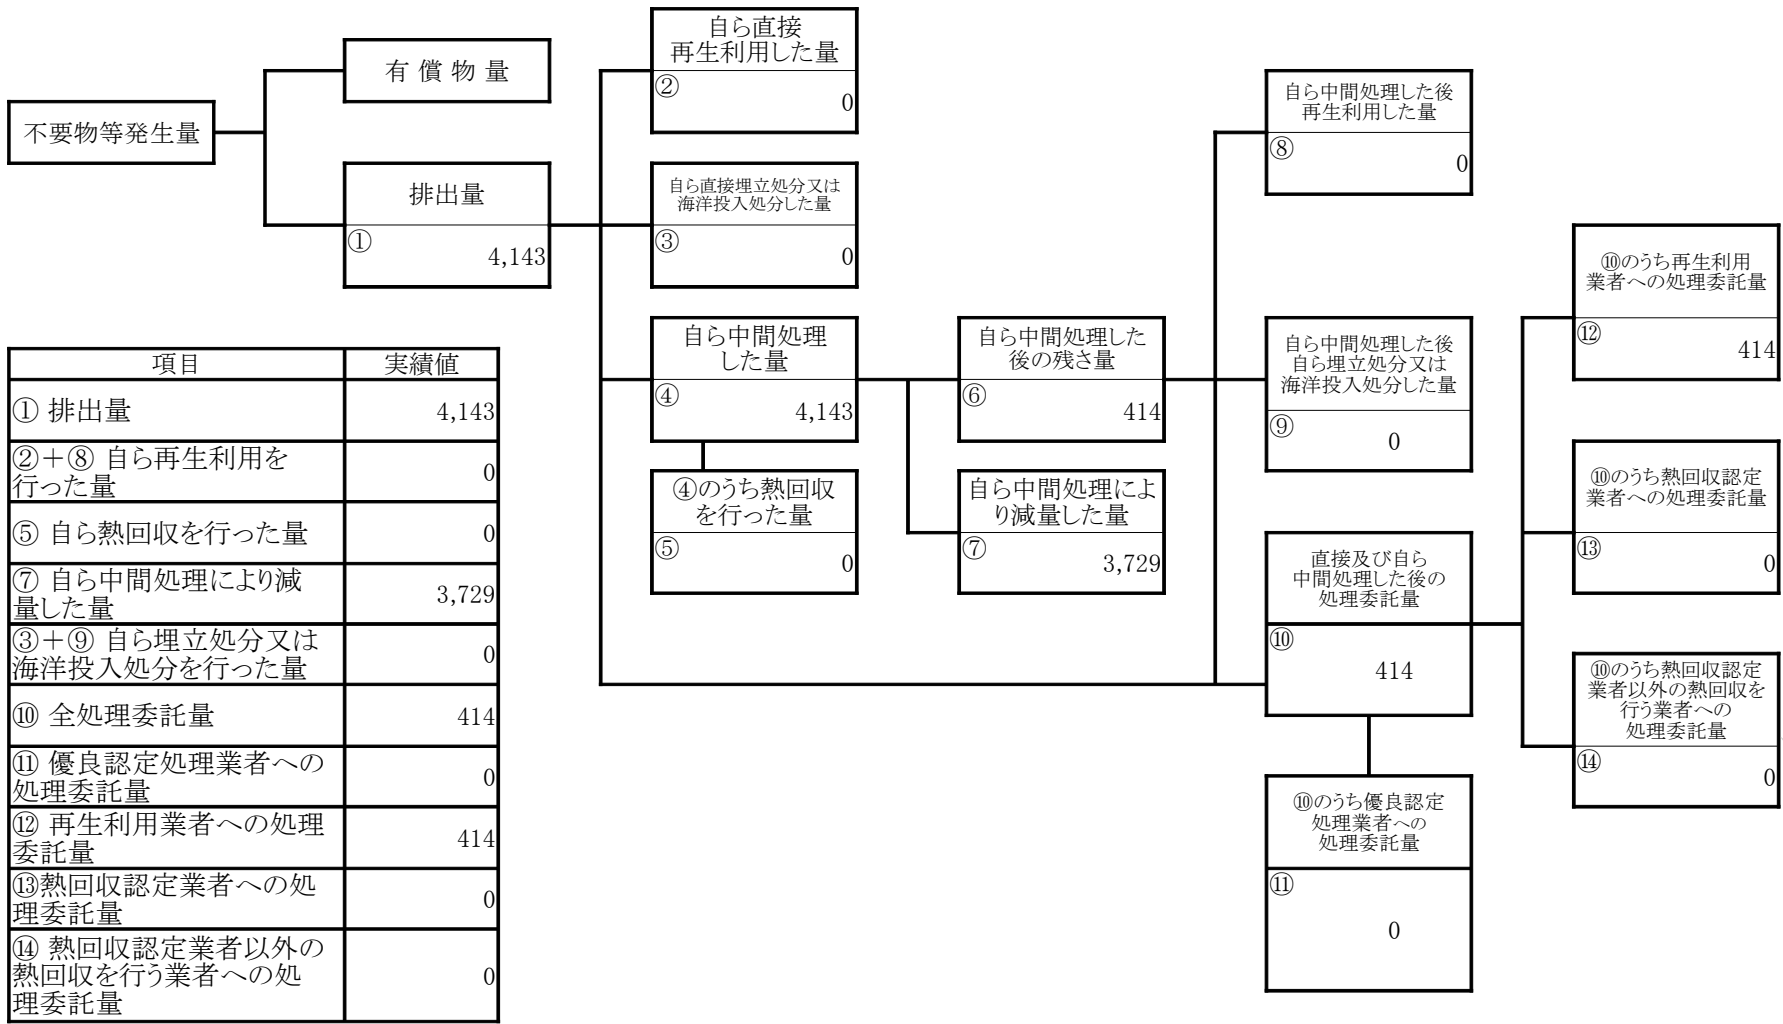 不要物等発生量
有 償 物 量
排出量
①
4,143
自ら直接
再生利用した量
②
0
自ら直接埋立処分又は
海洋投入処分した量
③
0
自ら中間処理
した量
④
4,143
④のうち熱回収
を行った量
⑤
0
自ら中間処理した
後の残さ量
⑥
414
自ら中間処理によ
り減量した量
⑦
3,729
自ら中間処理した後
再生利用した量
⑧
0
自ら中間処理した後
自ら埋立処分又は
海洋投入処分した量
⑨
0
直接及び自ら
中間処理した後の
処理委託量
⑩
414
⑩のうち優良認定
処理業者への
処理委託量
⑪
0
⑩のうち再生利用
業者への処理委託量
⑫
414
⑩のうち熱回収認定
業者への処理委託量
⑬
0
⑩のうち熱回収認定
業者以外の熱回収を
行う業者への
処理委託量
⑭
0
項目 実績値
① 排出量 4,143
②＋⑧ 自ら再生利用を
行った量 0
⑤ 自ら熱回収を行った量 0
⑦ 自ら中間処理により減
量した量 3,729
③＋⑨ 自ら埋立処分又は
海洋投入処分を行った量 0
⑩ 全処理委託量 414
⑪ 優良認定処理業者への
処理委託量 0
⑫ 再生利用業者への処理
委託量 414
⑬熱回収認定業者への処
理委託量 0
⑭ 熱回収認定業者以外の
熱回収を行う業者への処
理委託量 0